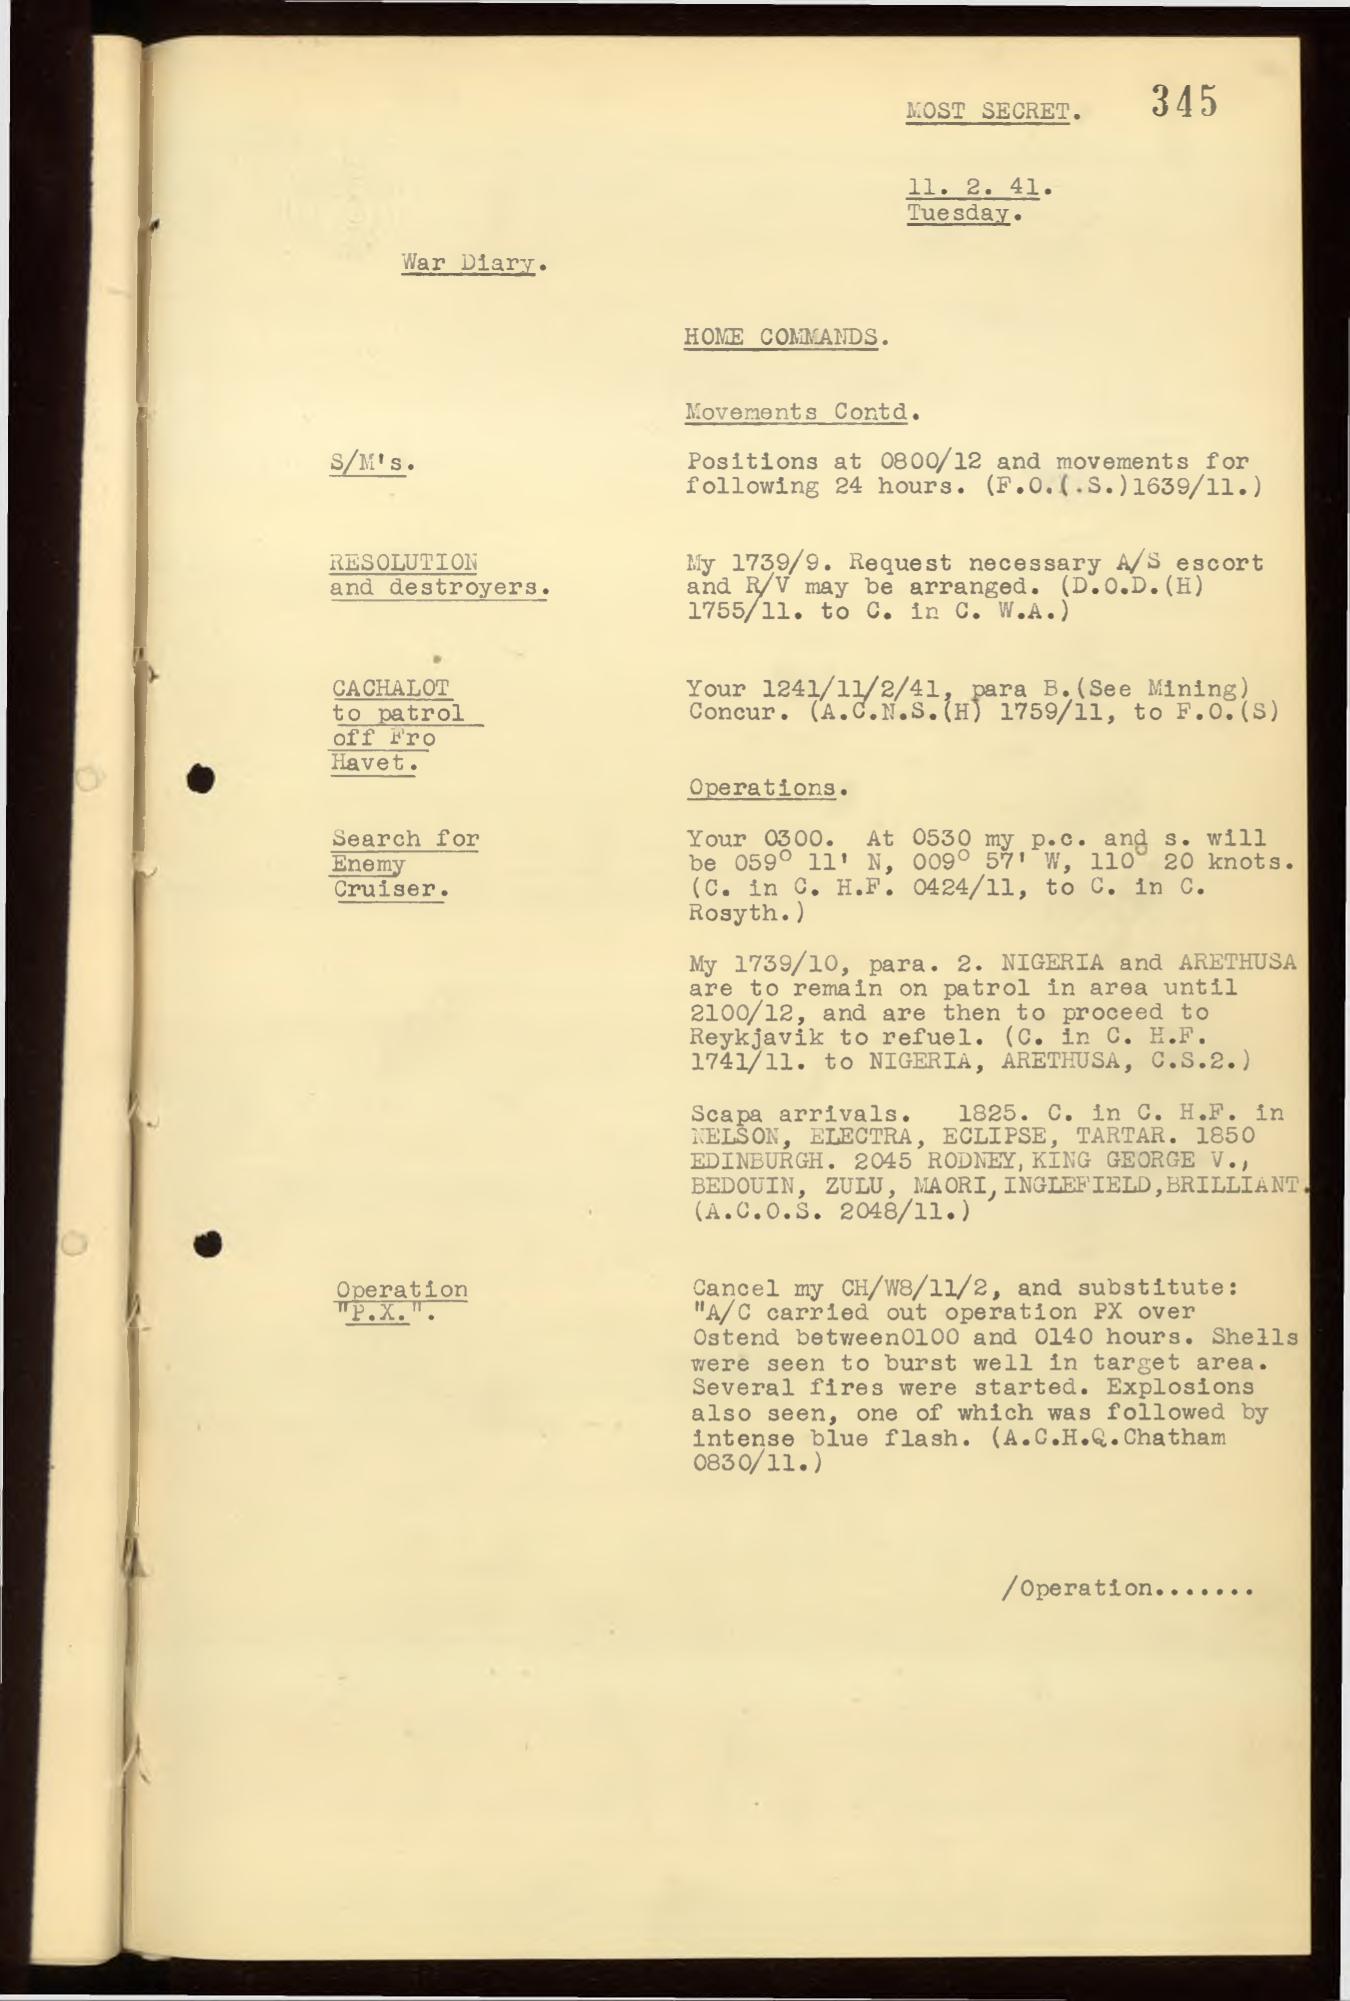 MOST SECRET. 345
11. 2. 41.
Tuesday.
War Diary.
HOME COMMANDS.
Movements Contd.
S/M's.
Positions at 0800/12 and movements for
following 24 hours. (F.O.(.S.)1639/11.)
RESOLUTION
and destroyers.
My 1739/9. Request necessary A/S escort
and R/V may be arranged. (D.O.D.(H)
1755/11. to C. in C. W.A.)
CACHALOT
to patrol
off Fro
Havet.
Your 1241/11/2/41, para B.(See Mining)
Concur. (A.C.N.S.(H) 1759/11, to F.O.(S)
Operations.
Search for
Enemy
Cruiser.
Your 0300. At 0530 my p.c. and s. will
be 059° 11' N, 009° 57' W, 110° 20 knots.
(C. in C. H.F. 0424/11, to C. in C.
Rosyth.)
My 1739/10, para. 2. NIGERIA and ARETHUSA
are to remain on patrol in area until
2100/12, and are then to proceed to
Reykjavik to refuel. (C. in C. H.F.
1741/11. to NIGERIA, ARETHUSA, C.S.2.)
Scapa arrivals. 1825. C. in C. H.F. in
NELSON, ELECTRA, ECLIPSE, TARTAR. 1850
EDINBURGH. 2045 RODNEY, KING GEORGE V.,
BEDOUIN, ZULU, MAORI, INGLEFIELD,BRILLIANT.
(A.C.O.S. 2048/11.)
Operation
"P.X.".
Cancel my CH/W8/11/2, and substitute:
"A/C carried out operation PX over
Ostend between0100 and 0140 hours. Shells
were seen to burst well in target area.
Several fires were started. Explosions
also seen, one of which was followed by
intense blue flash. (A.C.H.Q.Chatham
0830/11.)
/Operation.......